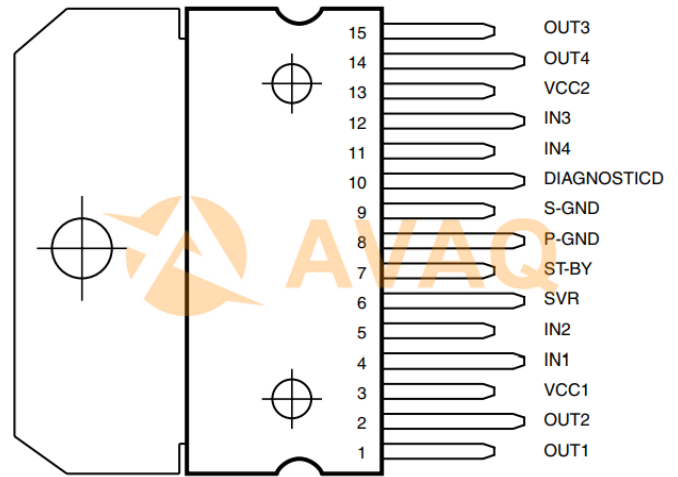 15 OUT3
14 OUT4
13 VCC2
12 IN3
11 IN4
10 DIAGNOSTICD
9 S-GND
8 P-GND
7 ST-BY
6 SVR
5 IN2
4 IN1
3 VCC1
2 OUT2
1 OUT1
AVAQ